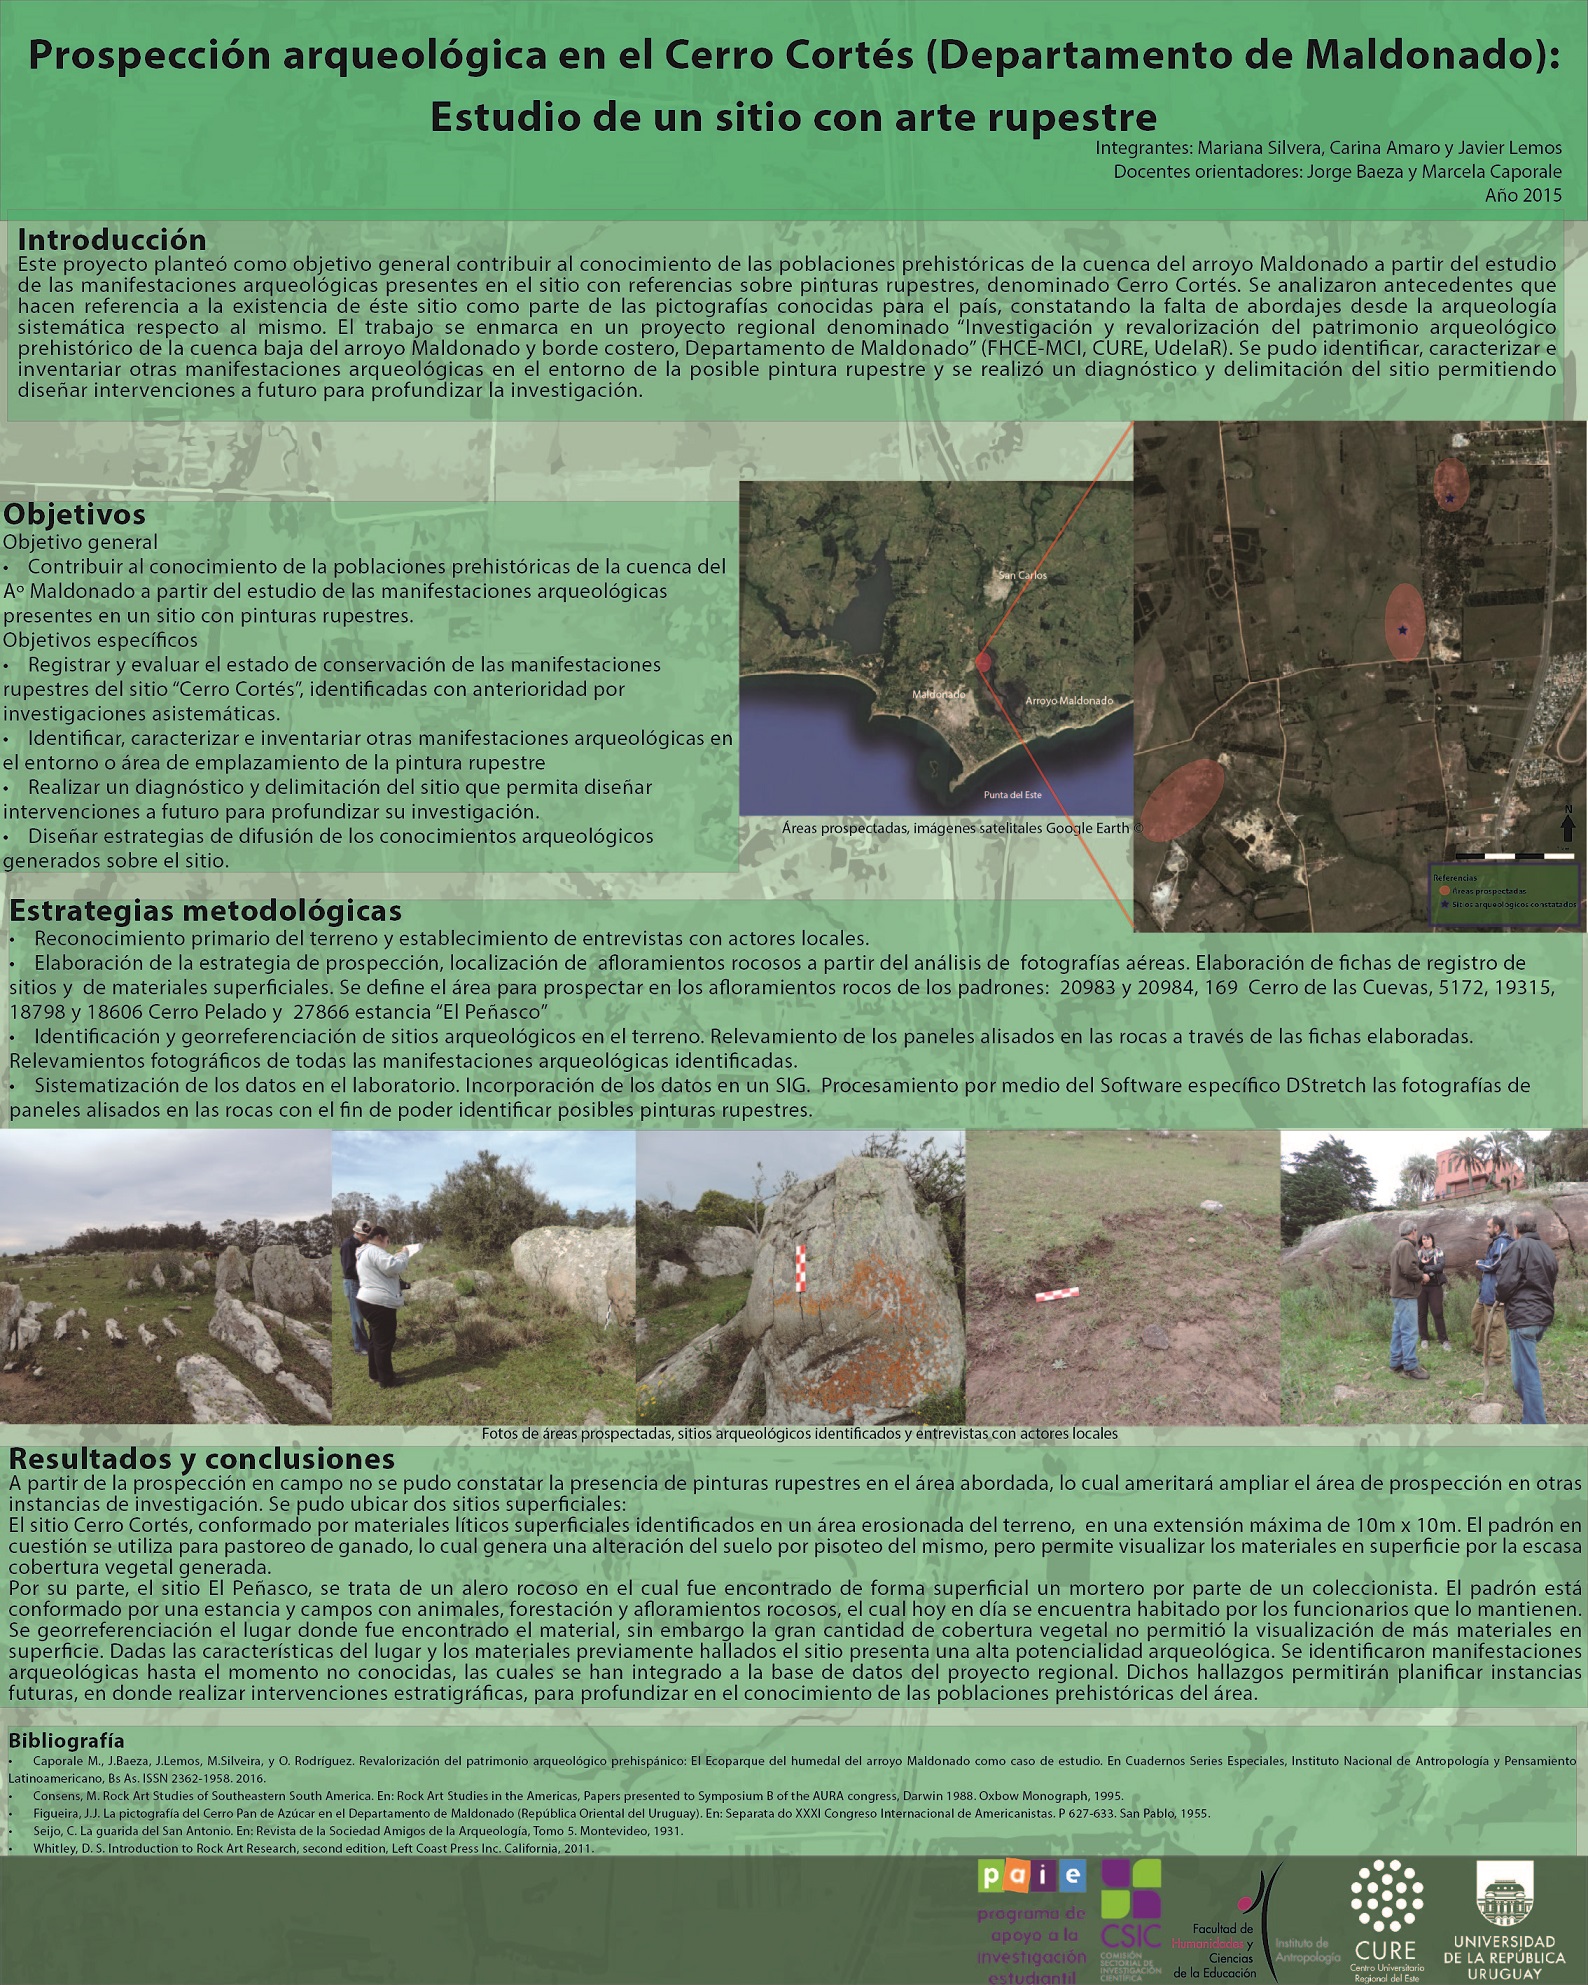 Prospección arqueológica en el Cerro Cortés (Departamento de Maldonado):
Estudio de un sitio con arte rupestre
Integrantes: Mariana Silvera, Carina Amaro y Javier Lemos
Docentes orientadores: Jorge Baeza y Marcela Caporale
Año 2015
Introducción
Este proyecto planteó como objetivo general contribuir al conocimiento de las poblaciones prehistóricas de la cuenca del arroyo Maldonado a partir del estudio
de las manifestaciones arqueológicas presentes en el sitio con referencias sobre pinturas rupestres, denominado Cerro Cortés. Se analizaron antecedentes que
hacen referencia a la existencia de éste sitio como parte de las pictografías conocidas para el país, constatando la falta de abordajes desde la arqueología
sistemática respecto al mismo. El trabajo se enmarca en un proyecto regional denominado "Investigación y revalorización del patrimonio arqueológico
prehistórico de la cuenca baja del arroyo Maldonado y borde costero, Departamento de Maldonado" (FHCE-MCI, CURE, UdelaR). Se pudo identificar, caracterizar e
inventariar otras manifestaciones arqueológicas en el entorno de la posible pintura rupestre y se realizó un diagnóstico y delimitación del sitio permitiendo
diseñar intervenciones a futuro para profundizar la investigación.
Objetivos
Objetivo general
• Contribuir al conocimiento de la poblaciones prehistóricas de la cuenca del
Aº Maldonado a partir del estudio de las manifestaciones arqueológicas
presentes en un sitio con pinturas rupestres.
Objetivos específicos
• Registrar y evaluar el estado de conservación de las manifestaciones
rupestres del sitio "Cerro Cortés", identificadas con anterioridad por
investigaciones asistemáticas.
• Identificar, caracterizar e inventariar otras manifestaciones arqueológicas en
el entorno o área de emplazamiento de la pintura rupestre
• Realizar un diagnóstico y delimitación del sitio que permita diseñar
intervenciones a futuro para profundizar su investigación.
• Diseñar estrategias de difusión de los conocimientos arqueológicos
generados sobre el sitio.
San Carlos
Maldonado
Arroyo Maldonado
Punta del Este
Áreas prospectadas, imágenes satelitales Google Earth ©
N
Referencias
Áreas prospectadas
Sitios arqueológicos constatados
Estrategias metodológicas
• Reconocimiento primario del terreno y establecimiento de entrevistas con actores locales.
• Elaboración de la estrategia de prospección, localización de afloramientos rocosos a partir del análisis de fotografías aéreas. Elaboración de fichas de registro de
sitios y de materiales superficiales. Se define el área para prospectar en los afloramientos rocos de los padrones: 20983 y 20984, 169 Cerro de las Cuevas, 5172, 19315,
18798 y 18606 Cerro Pelado y 27866 estancia "El Peñasco"
• Identificación y georreferenciación de sitios arqueológicos en el terreno. Relevamiento de los paneles alisados en las rocas a través de las fichas elaboradas.
Relevamientos fotográficos de todas las manifestaciones arqueológicas identificadas.
• Sistematización de los datos en el laboratorio. Incorporación de los datos en un SIG. Procesamiento por medio del Software específico DStretch las fotografías de
paneles alisados en las rocas con el fin de poder identificar posibles pinturas rupestres.
Fotos de áreas prospectadas, sitios arqueológicos identificados y entrevistas con actores locales
Resultados y conclusiones
A partir de la prospección en campo no se pudo constatar la presencia de pinturas rupestres en el área abordada, lo cual ameritará ampliar el área de prospección en otras
instancias de investigación. Se pudo ubicar dos sitios superficiales:
El sitio Cerro Cortés, conformado por materiales líticos superficiales identificados en un área erosionada del terreno, en una extensión máxima de 10m x 10m. El padrón en
cuestión se utiliza para pastoreo de ganado, lo cual genera una alteración del suelo por pisoteo del mismo, pero permite visualizar los materiales en superficie por la escasa
cobertura vegetal generada.
Por su parte, el sitio El Peñasco, se trata de un alero rocoso en el cual fue encontrado de forma superficial un mortero por parte de un coleccionista. El padrón está
conformado por una estancia y campos con animales, forestación y afloramientos rocosos, el cual hoy en día se encuentra habitado por los funcionarios que lo mantienen.
Se georreferenciación el lugar donde fue encontrado el material, sin embargo la gran cantidad de cobertura vegetal no permitió la visualización de más materiales en
superficie. Dadas las características del lugar y los materiales previamente hallados el sitio presenta una alta potencialidad arqueológica. Se identificaron manifestaciones
arqueológicas hasta el momento no conocidas, las cuales se han integrado a la base de datos del proyecto regional. Dichos hallazgos permitirán planificar instancias
futuras, en donde realizar intervenciones estratigráficas, para profundizar en el conocimiento de las poblaciones prehistóricas del área.
Bibliografía
• Caporale M., J.Baeza, J.Lemos, M.Silveira, y O. Rodríguez. Revalorización del patrimonio arqueológico prehispánico: El Ecoparque del humedal del arroyo Maldonado como caso de estudio. En Cuadernos Series Especiales, Instituto Nacional de Antropología y Pensamiento
Latinoamericano, Bs As. ISSN 2362-1958. 2016.
• Consens, M. Rock Art Studies of Southeastern South America. En: Rock Art Studies in the Americas, Papers presented to Symposium B of the AURA congress, Darwin 1988. Oxbow Monograph, 1995.
• Figueira, J.J. La pictografía del Cerro Pan de Azúcar en el Departamento de Maldonado (República Oriental del Uruguay). En: Separata do XXXI Congreso Internacional de Americanistas. P 627-633. San Pablo, 1955.
• Seijo, C. La guarida del San Antonio. En: Revista de la Sociedad Amigos de la Arqueología, Tomo 5. Montevideo, 1931.
• Whitley, D. S. Introduction to Rock Art Research, second edition, Left Coast Press Inc. California, 2011.
paie
programa de
apoyo a la
investigación
estudiantil
CSIC
COMISIÓN
SECTORIAL DE
INVESTIGACIÓN
CIENTÍFICA
Facultad de
Humanidades y
Ciencias
de la Educación
Instituto de
Antropología
CURE
Centro Universitario
Regional del Este
UNIVERSIDAD
DE LA REPÚBLICA
URUGUAY